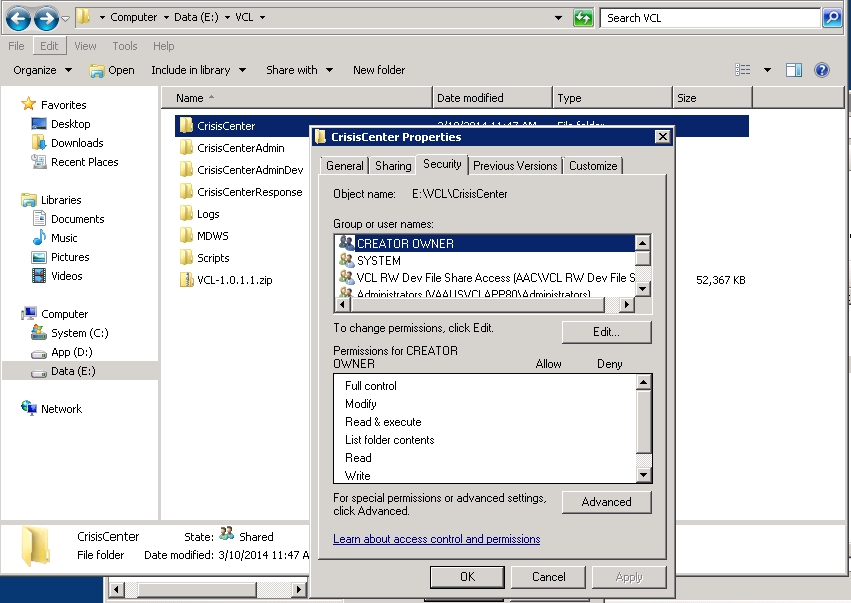 Computer Data (E:) VCL
Search VCL
File Edit View Tools Help
Organize Open Include in library Share with New folder
Name Date modified Type Size
Favorites
Desktop
Downloads
Recent Places
Libraries
Documents
Music
Pictures
Videos
Computer
System (C:)
App (D:)
Data (E:)
Network
CrisisCenter 3/10/2014 11:47 AM File folder
CrisisCenterAdmin
CrisisCenterAdminDev
CrisisCenterResponse
Logs
MDWS
Scripts
VCL-1.0.1.1.zip 52,367 KB
CrisisCenter Properties
General Sharing Security Previous Versions Customize
Object name: E:\VCL\CrisisCenter
Group or user names:
CREATOR OWNER
SYSTEM
VCL RW Dev File Share Access (AAC\VCL RW Dev File S
Administrators (VAAUSVCLAPP80\Administrators)
To change permissions, click Edit.
Edit...
Permissions for CREATOR
OWNER Allow Deny
Full control
Modify
Read & execute
List folder contents
Read
Write
For special permissions or advanced settings,
click Advanced.
Advanced
Learn about access control and permissions
OK Cancel Apply
CrisisCenter State: Shared
File folder Date modified: 3/10/2014 11:47 A